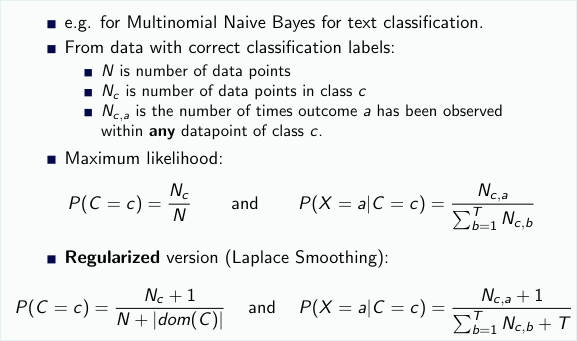 ■ e.g. for Multinomial Naive Bayes for text classification.
■ From data with correct classification labels:
■ N is number of data points
■ N_c is number of data points in class c
■ N_{c,a} is the number of times outcome a has been observed
within any datapoint of class c.
■ Maximum likelihood:
P(C = c) = \frac{N_c}{N} and P(X = a|C = c) = \frac{N_{c,a}}{\sum_{b=1}^{T} N_{c,b}}
■ Regularized version (Laplace Smoothing):
P(C = c) = \frac{N_c + 1}{N + |dom(C)|} and P(X = a|C = c) = \frac{N_{c,a} + 1}{\sum_{b=1}^{T} N_{c,b} + T}